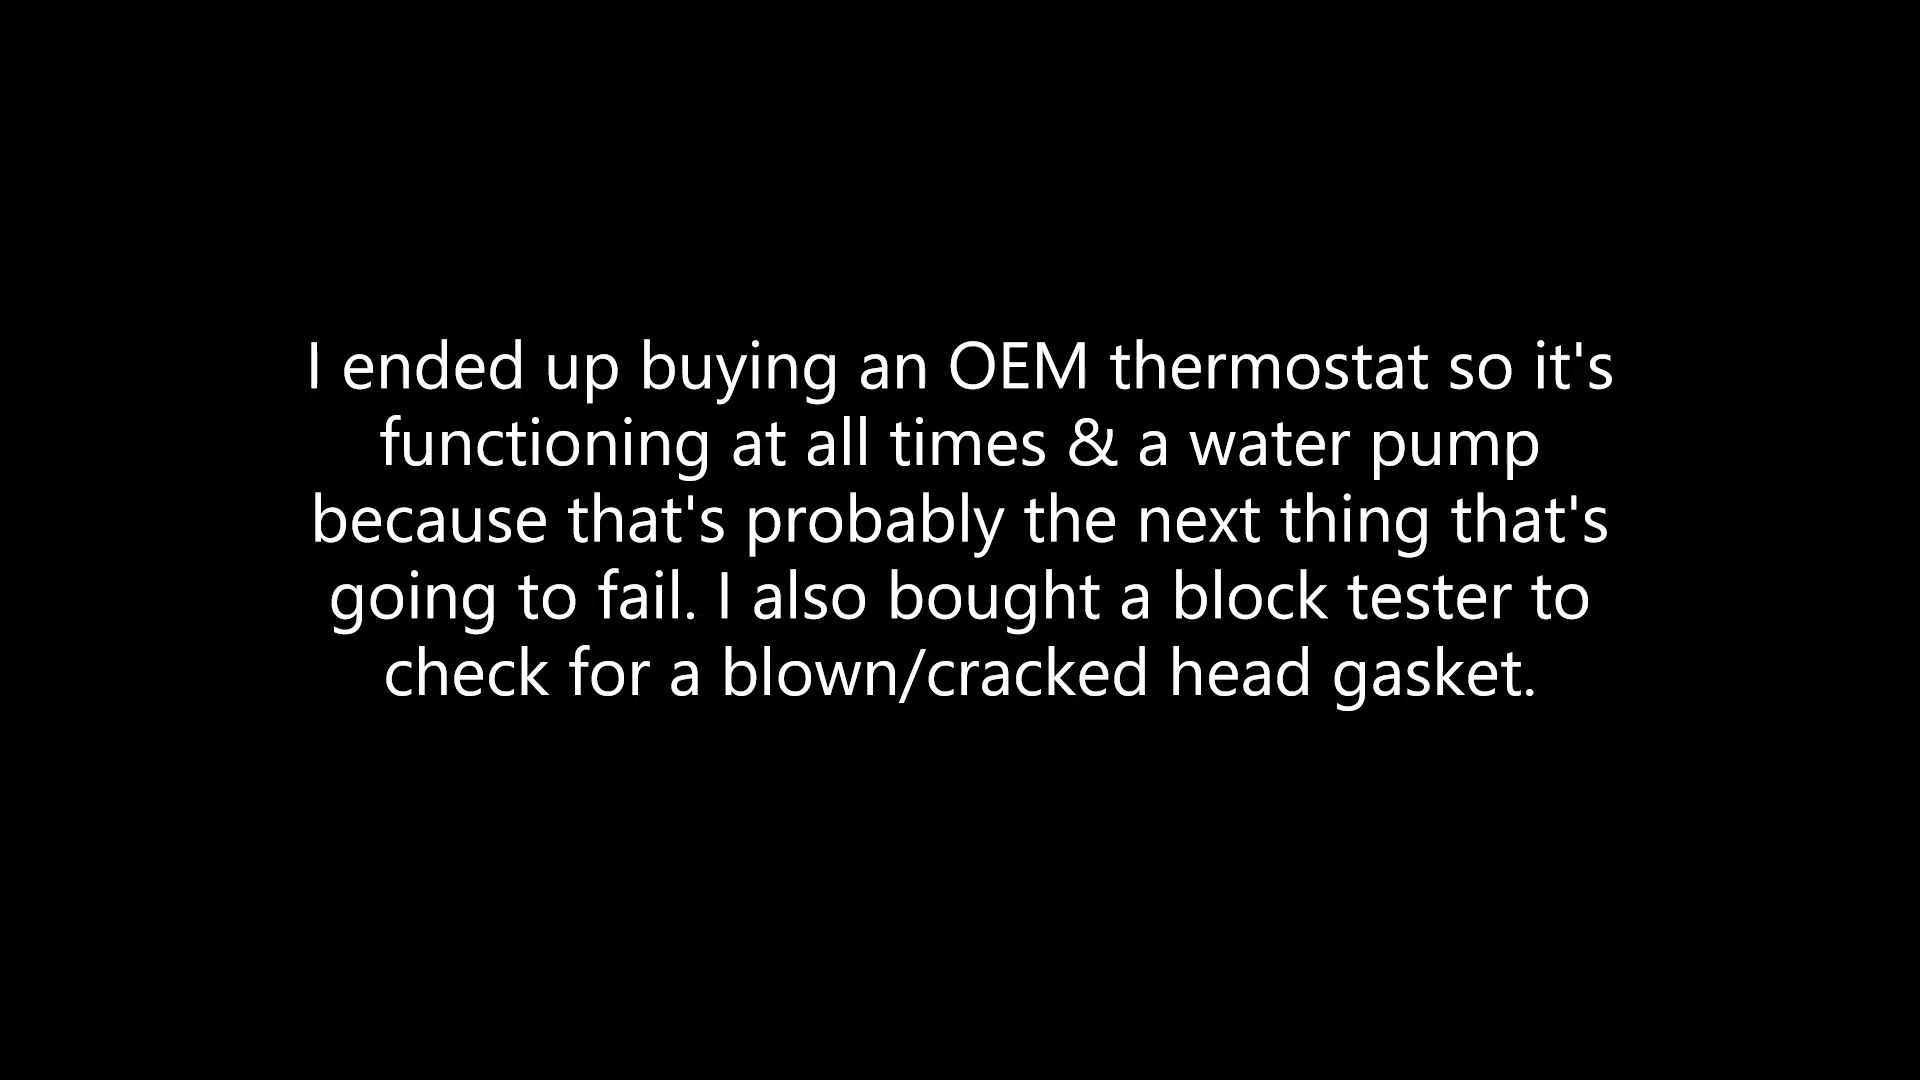 I ended up buying an OEM thermostat so it's
functioning at all times & a water pump
because that's probably the next thing that's
going to fail. I also bought a block tester to
check for a blown/cracked head gasket.